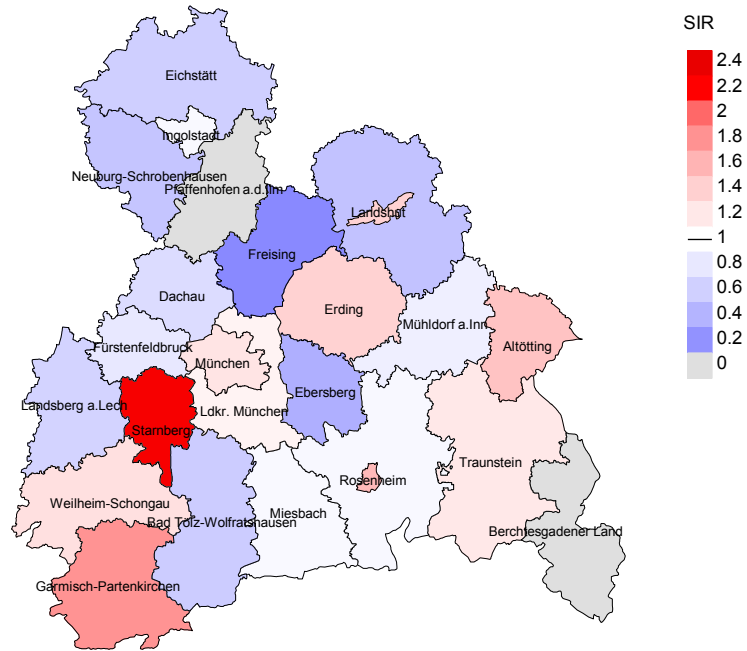 SIR
2.4
2.2
2
1.8
1.6
1.4
1.2
1
0.8
0.6
0.4
0.2
0
Eichstätt
Ingolstadt
Neuburg-Schrobenhausen
Pfaffenhofen a.d.Ilm
Landshut
Freising
Dachau
Erding
Mühldorf a.Inn
Fürstenfeldbruck
München
Altötting
Ebersberg
Landsberg a.Lech
Ldkr. München
Starnberg
Traunstein
Rosenheim
Weilheim-Schongau
Miesbach
Bad Tölz-Wolfratshausen
Berchtesgadener Land
Garmisch-Partenkirchen